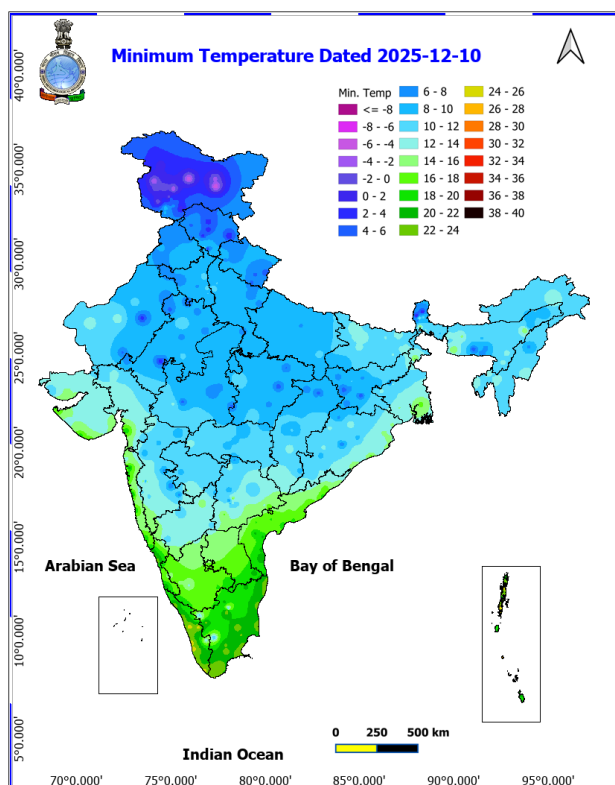 Minimum Temperature Dated 2025-12-10
Min. Temp
<= -8
-8 - -6
-6 - -4
-4 - -2
-2 - 0
0 - 2
2 - 4
4 - 6
6 - 8
8 - 10
10 - 12
12 - 14
14 - 16
16 - 18
18 - 20
20 - 22
22 - 24
24 - 26
26 - 28
28 - 30
30 - 32
32 - 34
34 - 36
36 - 38
38 - 40
40°0.000'
35°0.000'
30°0.000'
25°0.000'
20°0.000'
15°0.000'
10°0.000'
5°0.000'
Arabian Sea
Bay of Bengal
Indian Ocean
0 250 500 km
70°0.000' 75°0.000' 80°0.000' 85°0.000' 90°0.000' 95°0.000'